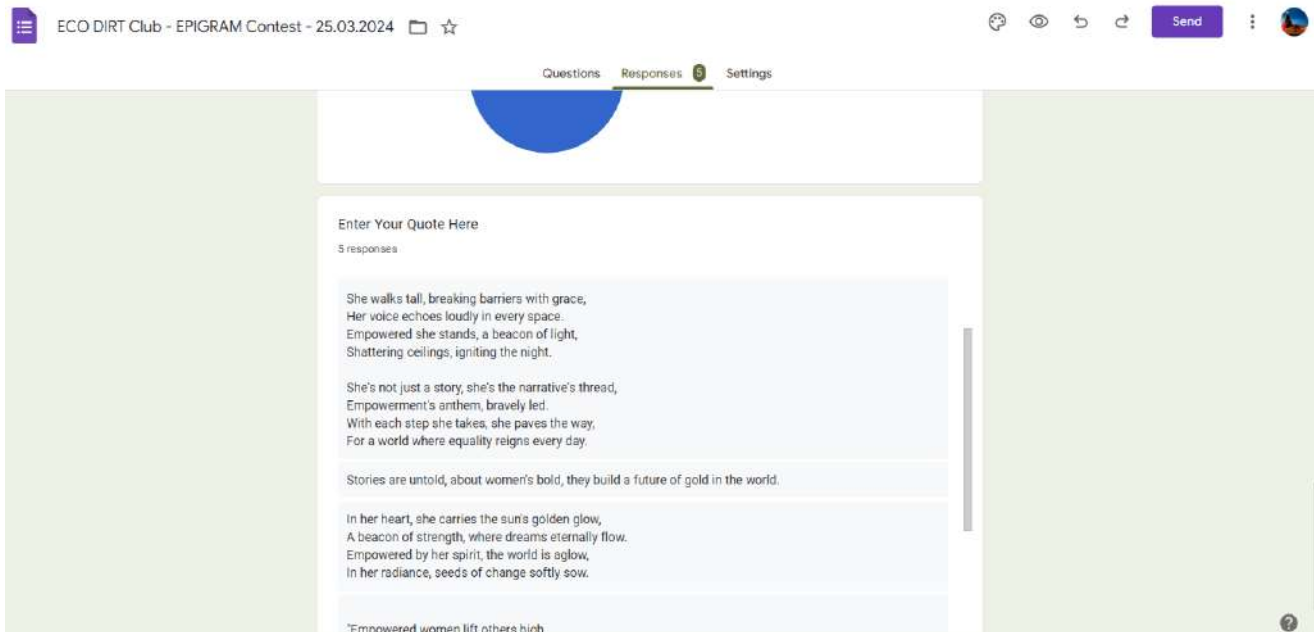 ECO DIRT Club - EPIGRAM Contest - 25.03.2024
Send
Questions Responses 5 Settings
Enter Your Quote Here
5 responses
She walks tall, breaking barriers with grace,
Her voice echoes loudly in every space.
Empowered she stands, a beacon of light,
Shattering ceilings, igniting the night.
She's not just a story, she's the narrative's thread,
Empowerment's anthem, bravely led.
With each step she takes, she paves the way,
For a world where equality reigns every day.
Stories are untold, about women's bold, they build a future of gold in the world.
In her heart, she carries the sun's golden glow,
A beacon of strength, where dreams eternally flow.
Empowered by her spirit, the world is aglow,
In her radiance, seeds of change softly sow.
"Empowered women lift others high